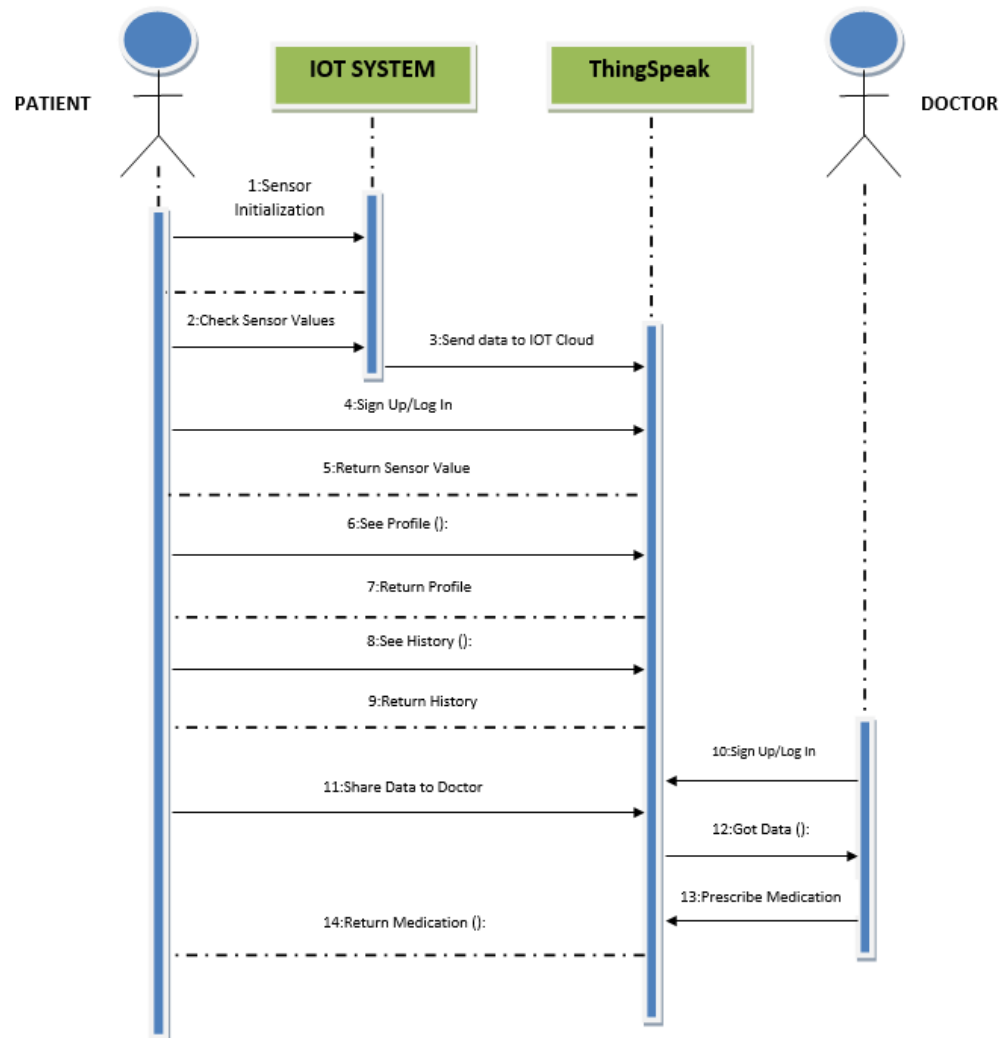 IOT SYSTEM
ThingSpeak
PATIENT
DOCTOR
1:Sensor
Initialization
2:Check Sensor Values
3:Send data to IOT Cloud
4:Sign Up/Log In
5:Return Sensor Value
6:See Profile ():
7:Return Profile
8:See History ():
9:Return History
10:Sign Up/Log In
11:Share Data to Doctor
12:Got Data ():
13:Prescribe Medication
14:Return Medication ():